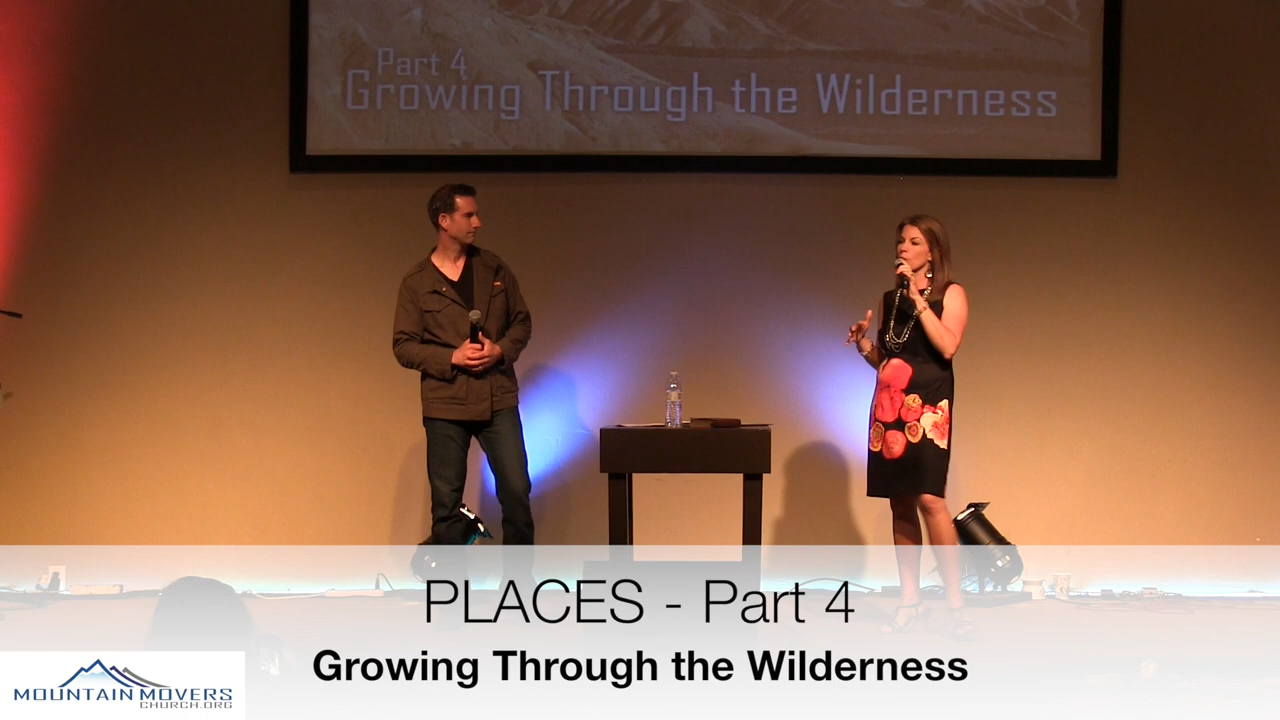 Part 4
Growing Through the Wilderness
PLACES - Part 4
Growing Through the Wilderness
MOUNTAIN MOVERS
CHURCH.ORG